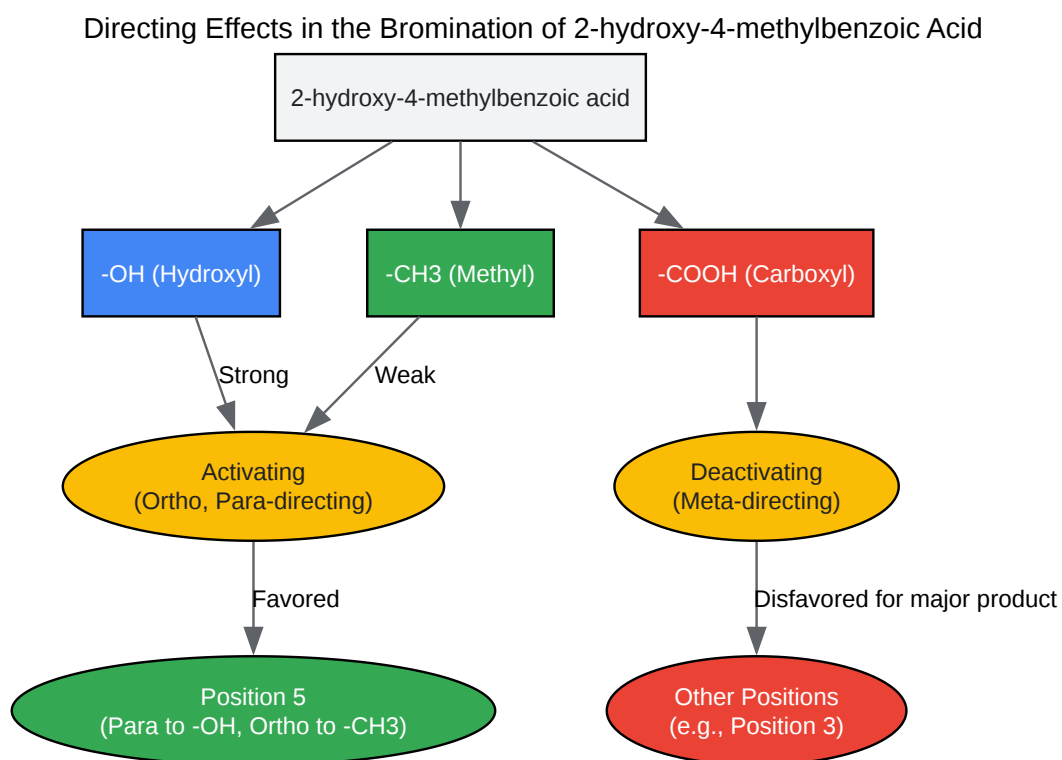 Directing Effects in the Bromination of 2-hydroxy-4-methylbenzoic Acid
2-hydroxy-4-methylbenzoic acid
-OH (Hydroxyl)
-CH3 (Methyl)
-COOH (Carboxyl)
Strong
Weak
Activating
(Ortho, Para-directing)
Deactivating
(Meta-directing)
Favored
Disfavored for major product
Position 5
(Para to -OH, Ortho to -CH3)
Other Positions
(e.g., Position 3)